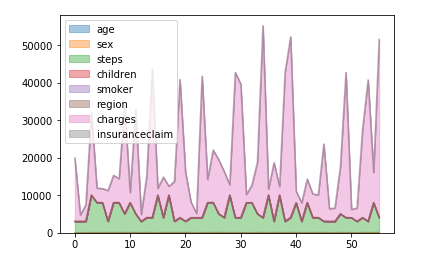 50000
40000
30000
20000
10000
0
age
sex
steps
children
smoker
region
charges
insuranceclaim
0 10 20 30 40 50